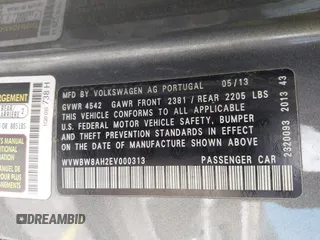 MFD. BY VOLKSWAGEN AG PORTUGAL 05/13
GVWR 4542 GAWR FRONT 2381 / REAR 2205 LBS
THIS VEHICLE CONFORMS TO ALL APPLICABLE
U.S. FEDERAL MOTOR VEHICLE SAFETY, BUMPER
AND THEFT PREVENTION STANDARDS IN EFFECT ON
THE DATE OF MANUFACTURE SHOWN ABOVE.
WVWBW8AH2EV000313 PASSENGER CAR
2320093 2013 43
738 H
DREAMBID